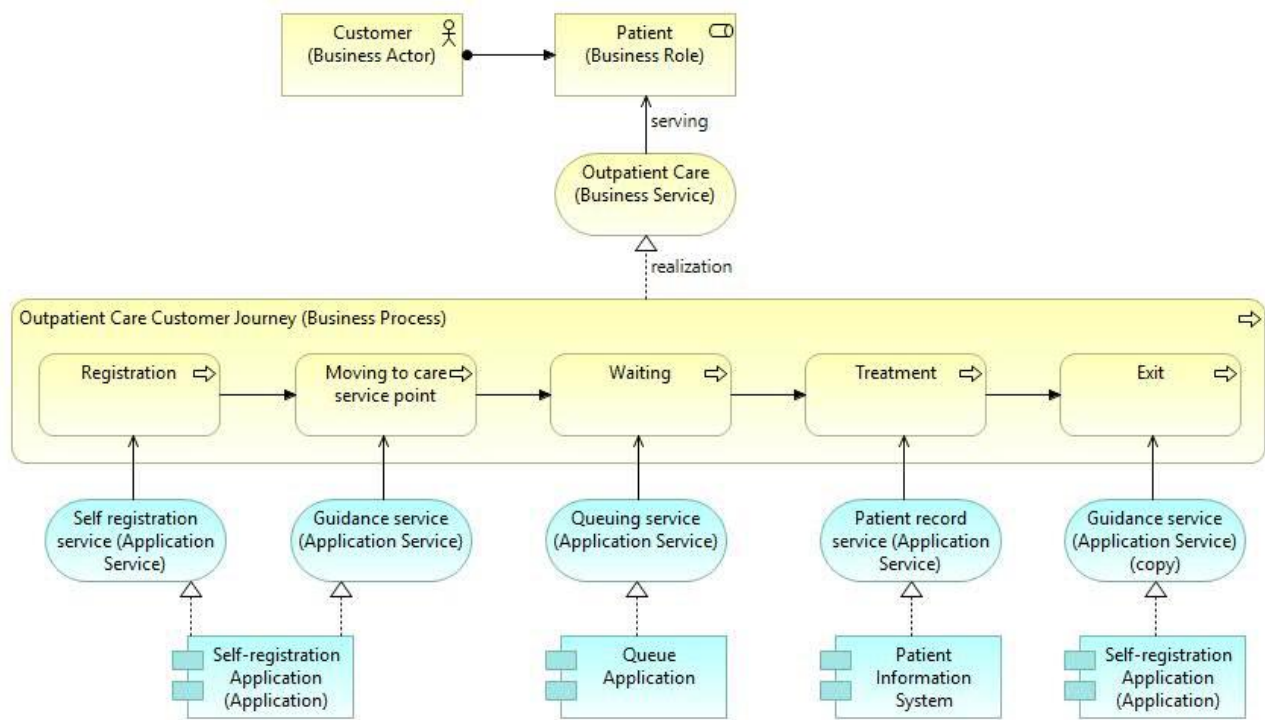 Customer
(Business Actor)
Patient
(Business Role)
serving
Outpatient Care
(Business Service)
realization
Outpatient Care Customer Journey (Business Process)
Registration
Moving to care
service point
Waiting
Treatment
Exit
Self registration
service (Application
Service)
Guidance service
(Application Service)
Queuing service
(Application Service)
Patient record
service (Application
Service)
Guidance service
(Application Service)
(copy)
Self-registration
Application
(Application)
Queue
Application
Patient
Information
System
Self-registration
Application
(Application)